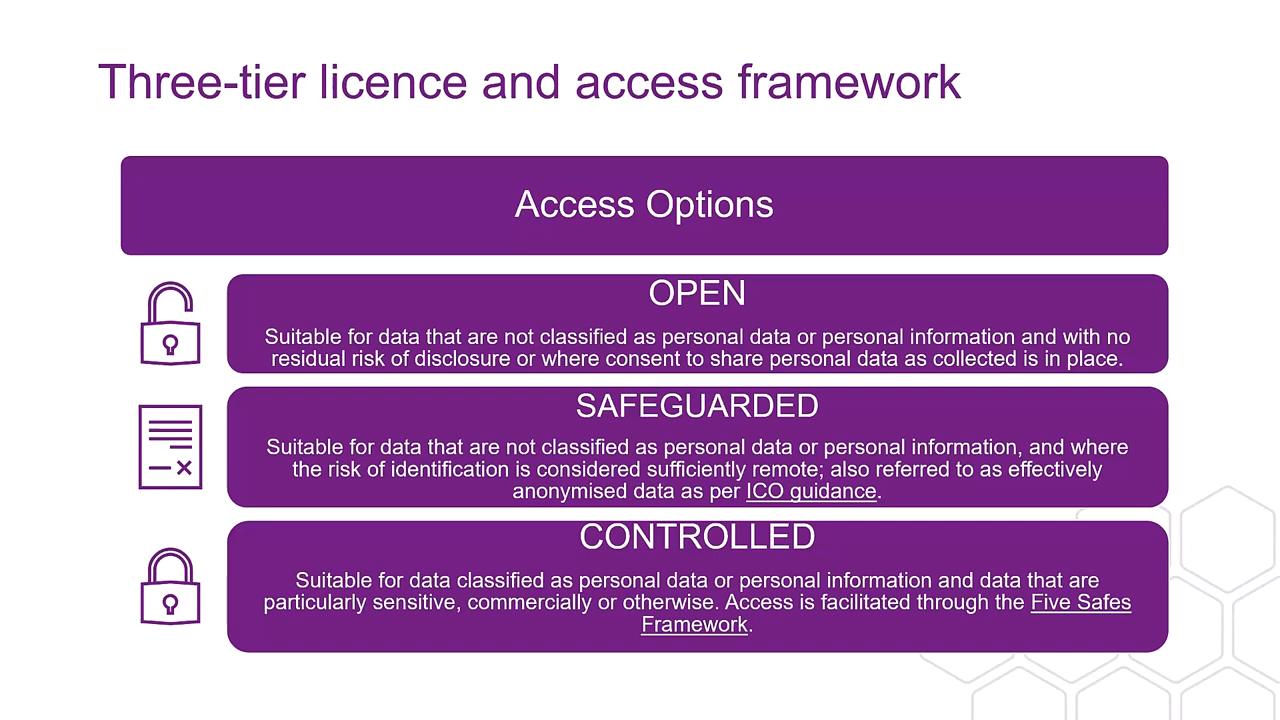 Three-tier licence and access framework
Access Options
OPEN
Suitable for data that are not classified as personal data or personal information and with no
residual risk of disclosure or where consent to share personal data as collected is in place.
SAFEGUARDED
Suitable for data that are not classified as personal data or personal information, and where
the risk of identification is considered sufficiently remote; also referred to as effectively
anonymised data as per ICO guidance.
CONTROLLED
Suitable for data classified as personal data or personal information and data that are
particularly sensitive, commercially or otherwise. Access is facilitated through the Five Safes
Framework.